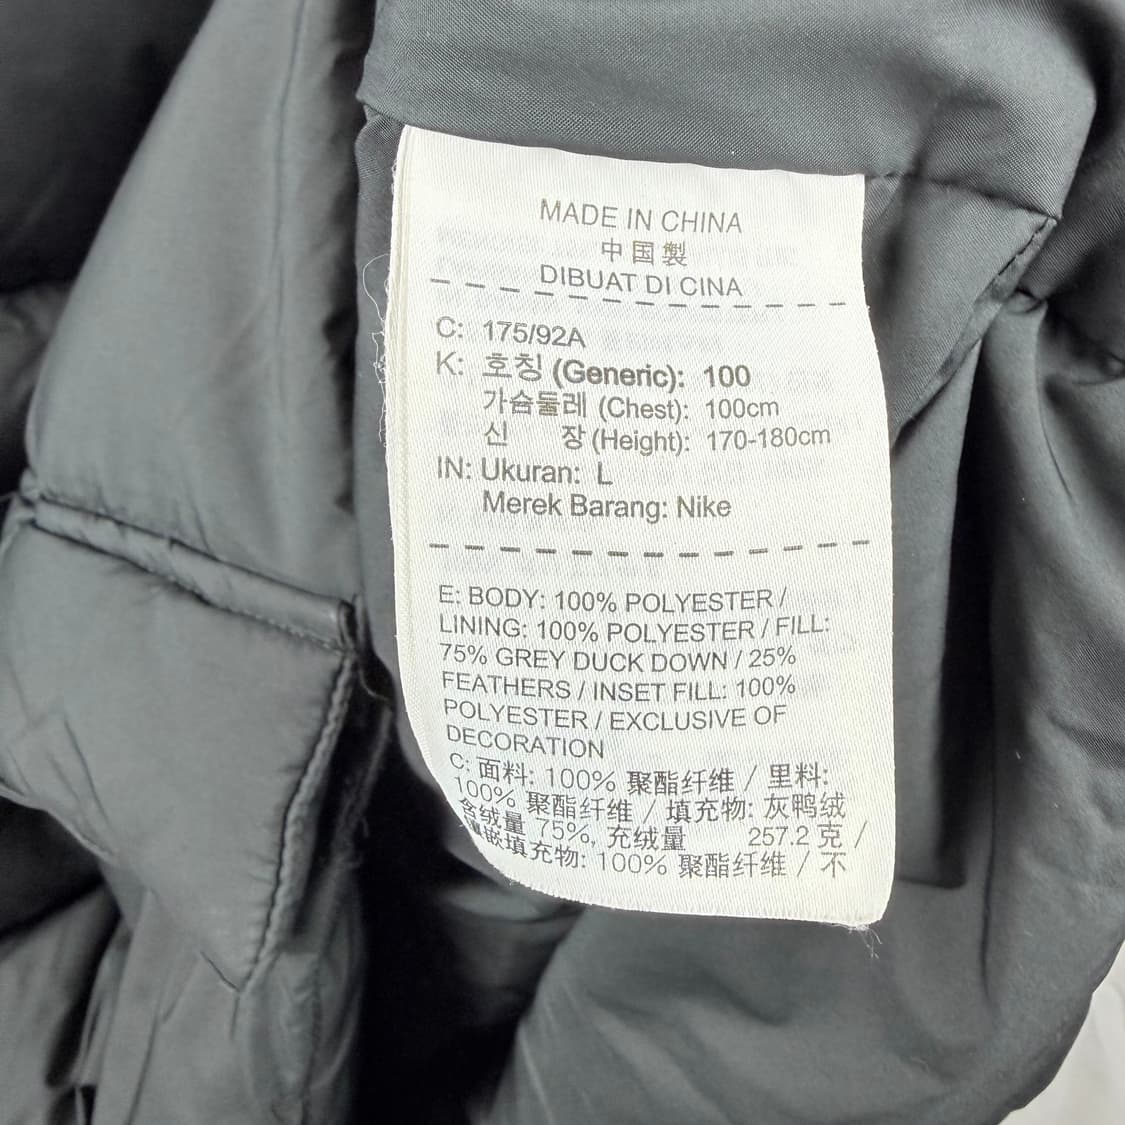 MADE IN CHINA
中国製
DIBUAT DI CINA
C: 175/92A
K: 호칭 (Generic): 100
가슴둘레 (Chest): 100cm
신 장 (Height): 170-180cm
IN: Ukuran: L
Merek Barang: Nike
E: BODY: 100% POLYESTER /
LINING: 100% POLYESTER / FILL:
75% GREY DUCK DOWN / 25%
FEATHERS / INSET FILL: 100%
POLYESTER / EXCLUSIVE OF
DECORATION
C: 面料: 100% 聚酯纤维 / 里料:
100% 聚酯纤维 / 填充物: 灰鸭绒
含绒量 75%, 充绒量 257.2 克 /
镶嵌填充物: 100% 聚酯纤维 / 不